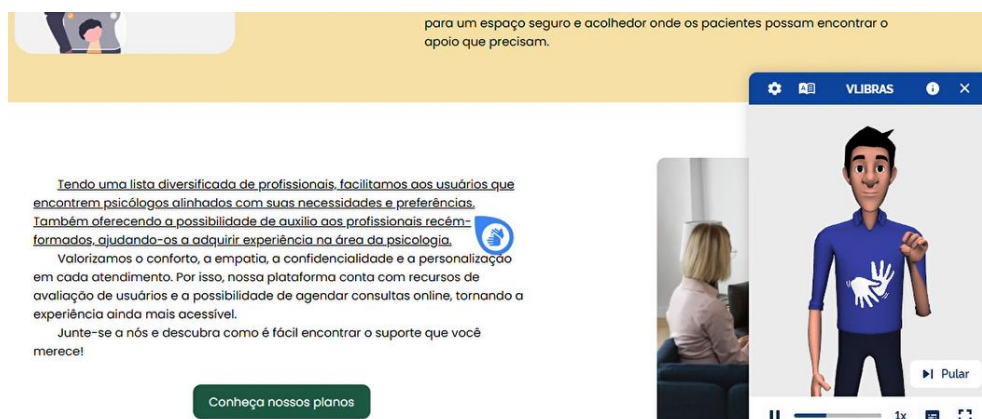 para um espaço seguro e acolhedor onde os pacientes possam encontrar o
apoio que precisam.
VLIBRAS
Tendo uma lista diversificada de profissionais, facilitamos aos usuários que
encontrem psicólogos alinhados com suas necessidades e preferências.
Também oferecendo a possibilidade de auxilio aos profissionais recém-
formados, ajudando-os a adquirir experiência na área da psicologia.
Valorizamos o conforto, a empatia, a confidencialidade e a personalização
em cada atendimento. Por isso, nossa plataforma conta com recursos de
avaliação de usuários e a possibilidade de agendar consultas online, tornando a
experiência ainda mais acessível.
Junte-se a nós e descubra como é fácil encontrar o suporte que você
merece!
Pular
Conheça nossos planos
1x